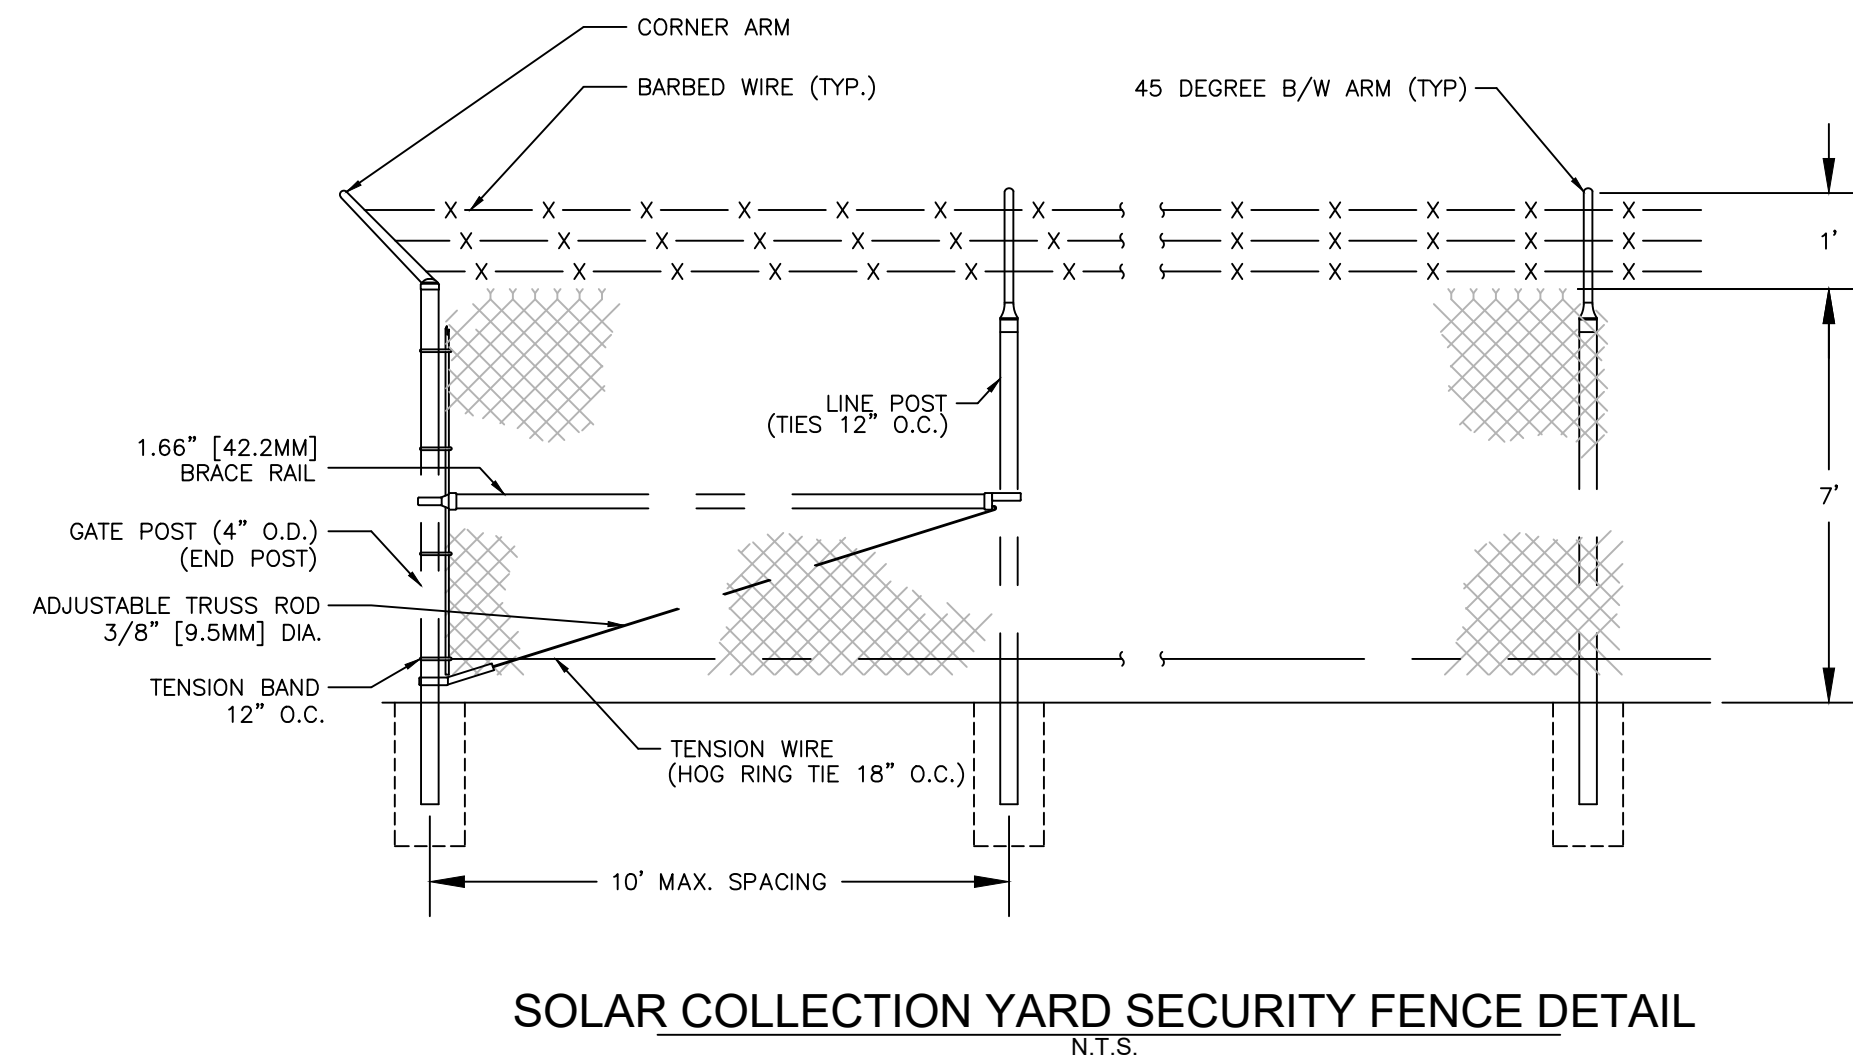 CORNER ARM
BARBED WIRE (TYP.)
45 DEGREE B/W ARM (TYP)
1'
LINE POST
(TIES 12" O.C.)
1.66" [42.2MM]
BRACE RAIL
7'
GATE POST (4" O.D.)
(END POST)
ADJUSTABLE TRUSS ROD
3/8" [9.5MM] DIA.
TENSION BAND
12" O.C.
TENSION WIRE
(HOG RING TIE 18" O.C.)
10' MAX. SPACING
SOLAR COLLECTION YARD SECURITY FENCE DETAIL
N.T.S.